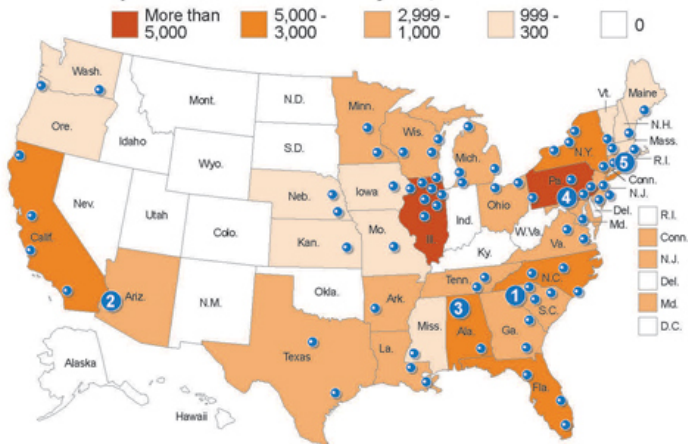 More than 5,000
5,000 - 3,000
2,999 - 1,000
999 - 300
0
Wash.
Ore.
Calif.
Nev.
Idaho
Mont.
Wyo.
Utah
Colo.
Ariz.
N.M.
N.D.
S.D.
Neb.
Kan.
Okla.
Texas
Minn.
Iowa
Mo.
Ark.
La.
Wis.
Ill.
Mich.
Ind.
Ohio
Ky.
Tenn.
Miss.
Ala.
Ga.
Fla.
S.C.
N.C.
Va.
W.Va.
Pa.
N.Y.
Vt.
Maine
N.H.
Mass.
R.I.
Conn.
N.J.
Del.
Md.
R.I.
Conn.
N.J.
Del.
Md.
D.C.
Alaska
Hawaii
1
2
3
4
5